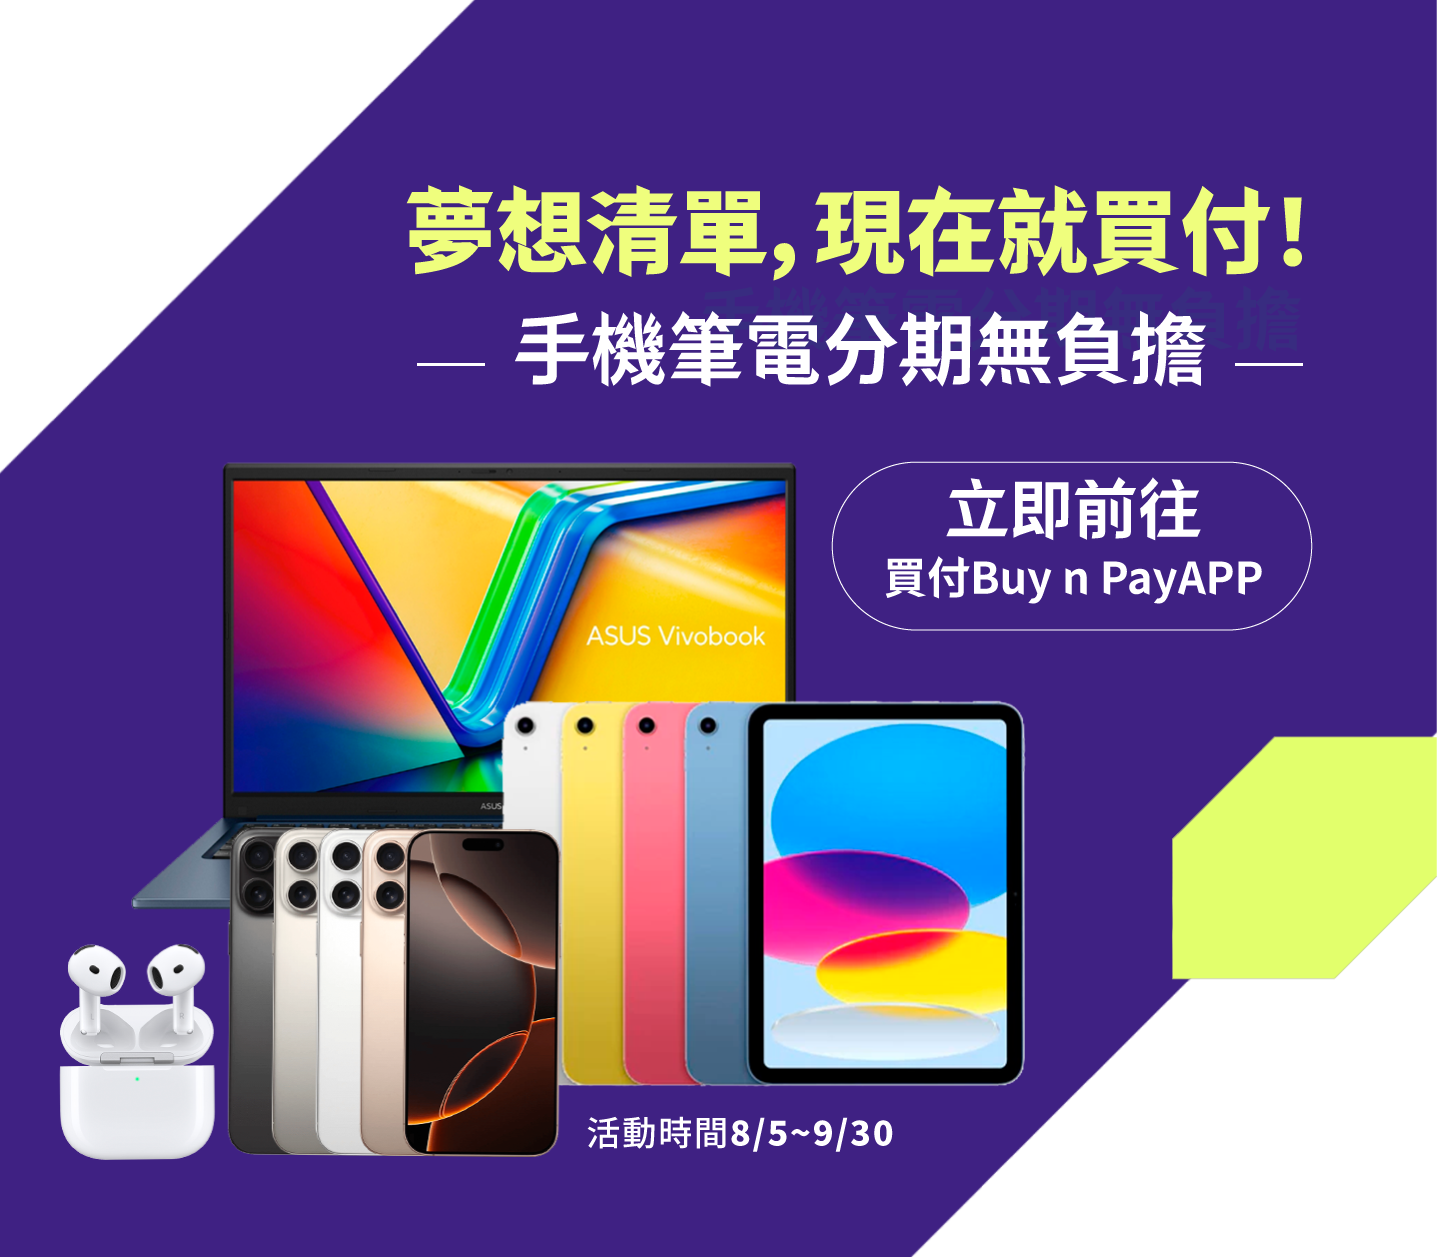 夢想清單，現在就買付！
手機筆電分期無負擔
立即前往
買付Buy n PayAPP
ASUS Vivobook
ASUS
活動時間8/5~9/30